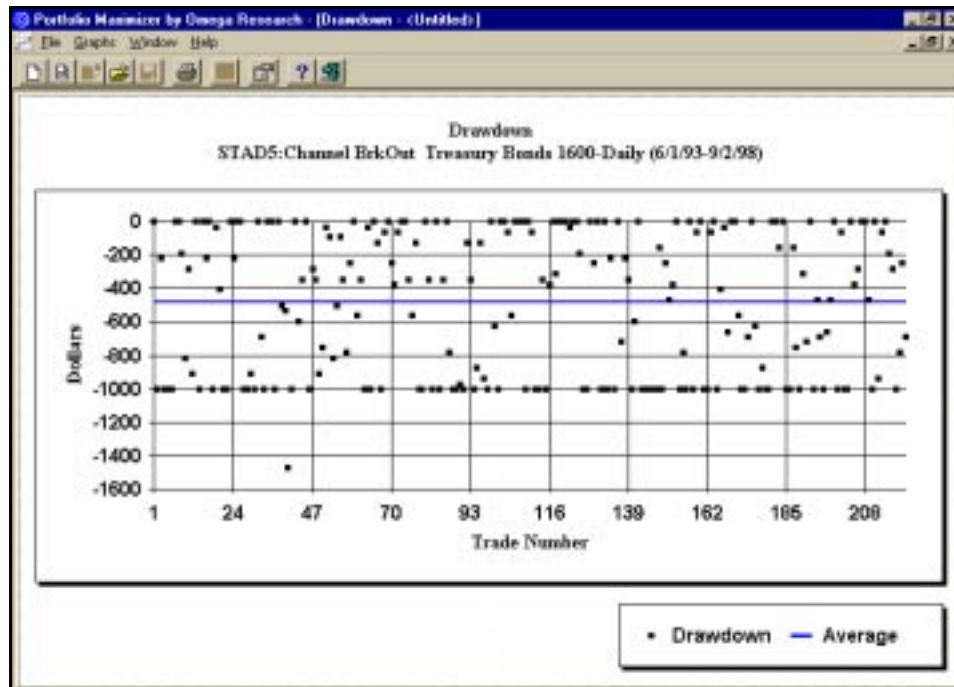 Portfolio Maximizer by Omega Research - [Drawdown - <Untitled>]
File Graphs Window Help
Drawdown
STAD5:Channel BrkOut Treasury Bonds 1600-Daily (6/1/93-9/2/98)
0
-200
-400
-600
-800
-1000
-1200
-1400
-1600
Dollars
1 24 47 70 93 116 139 162 185 208
Trade Number
Drawdown Average